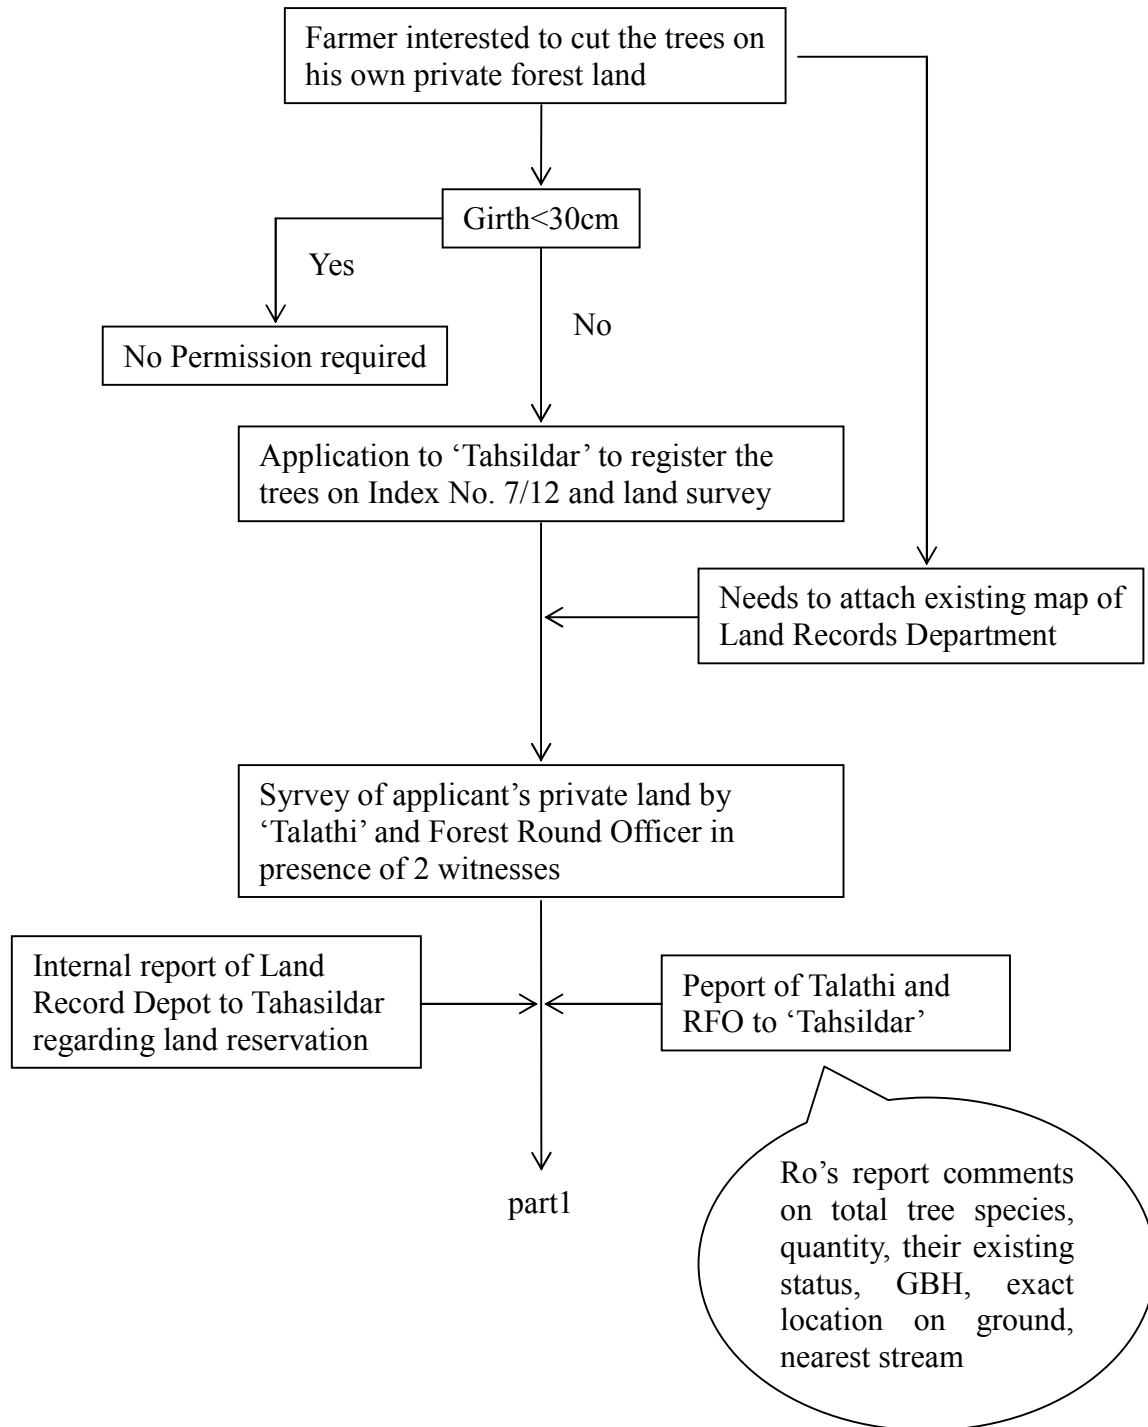 Farmer interested to cut the trees on
his own private forest land
Girth<30cm
Yes
No
No Permission required
Application to ‘Tahsildar’ to register the
trees on Index No. 7/12 and land survey
Needs to attach existing map of
Land Records Department
Syrvey of applicant’s private land by
‘Talathi’ and Forest Round Officer in
presence of 2 witnesses
Internal report of Land
Record Depot to Tahasildar
regarding land reservation
Peport of Talathi and
RFO to ‘Tahsildar’
part1
Ro’s report comments
on total tree species,
quantity, their existing
status, GBH, exact
location on ground,
nearest stream